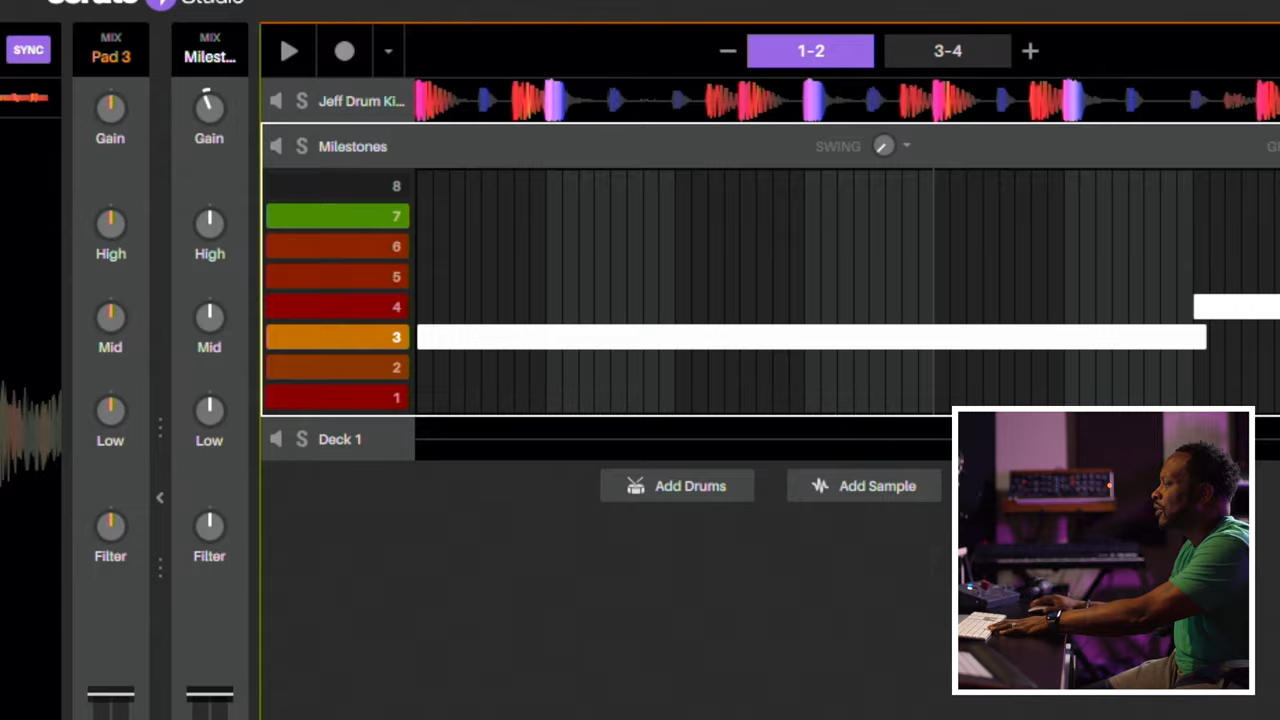 serato Studio
SYNC
MIX
Pad 3
MIX
Milest...
1-2
3-4
Gain
Gain
High
High
Mid
Mid
Low
Low
Filter
Filter
S Jeff Drum Ki...
S Milestones
SWING
8
7
6
5
4
3
2
1
S Deck 1
Add Drums
Add Sample